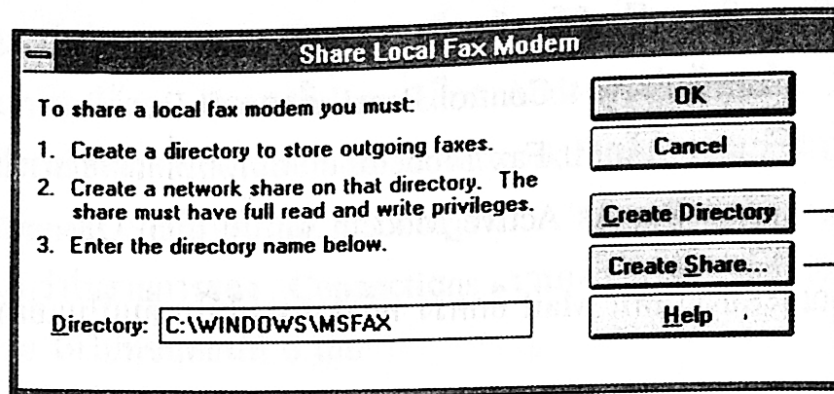 Share Local Fax Modem
To share a local fax modem you must:
1. Create a directory to store outgoing faxes.
2. Create a network share on that directory. The
share must have full read and write privileges.
3. Enter the directory name below.
Directory: C:\WINDOWS\MSFAX
OK
Cancel
Create Directory
Create Share...
Help